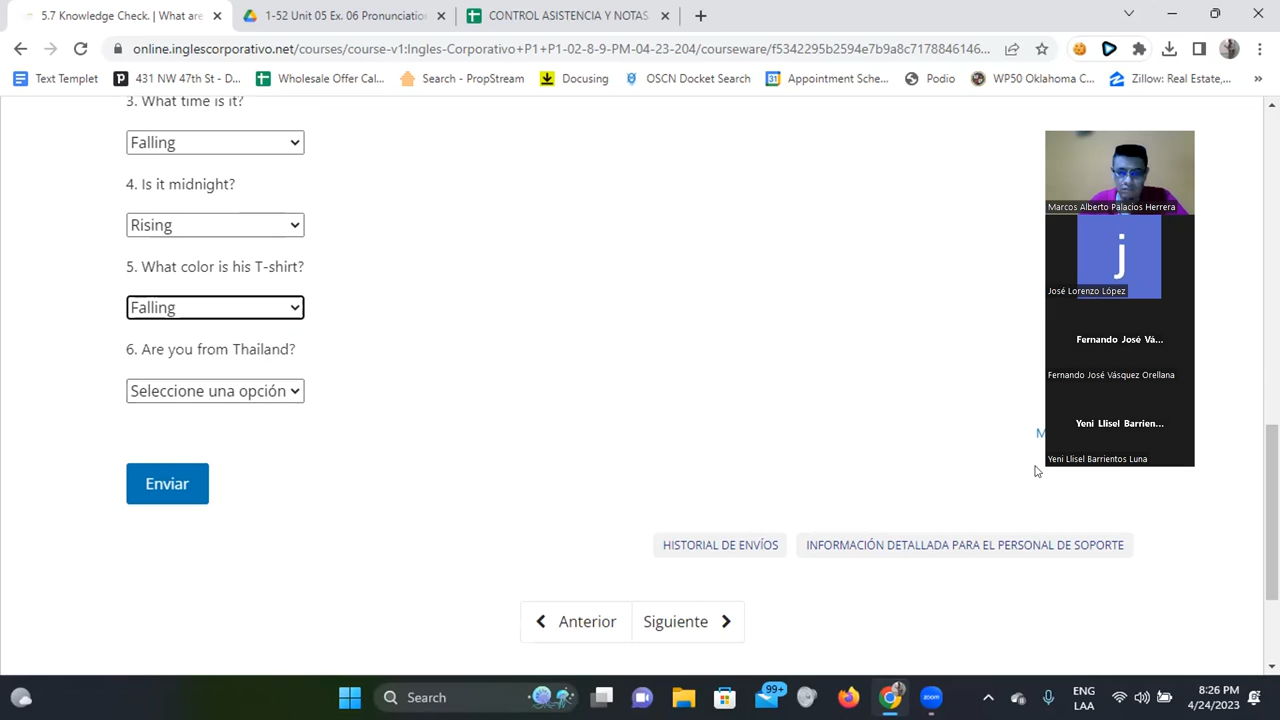 5.7 Knowledge Check. | What are
1-52 Unit 05 Ex. 06 Pronunciation
CONTROL ASISTENCIA Y NOTAS
online.inglescorporativo.net/courses/course-v1:Ingles-Corporativo+P1+P1-02-8-9-PM-04-23-204/courseware/f5342295b2594e7b9a8c7178846146...
Text Templet
431 NW 47th St - D...
Wholesale Offer Cal...
Search - PropStream
Docusing
OSCN Docket Search
Appointment Sche...
Podio
WP50 Oklahoma C...
Zillow: Real Estate,...
»
3. What time is it?
Falling
4. Is it midnight?
Rising
5. What color is his T-shirt?
Falling
6. Are you from Thailand?
Seleccione una opción
Enviar
M
Marcos Alberto Palacios Herrera
j
José Lorenzo López
Fernando José Vá...
Fernando José Vásquez Orellana
Yeni Llisel Barrien...
Yeni Llisel Barrientos Luna
HISTORIAL DE ENVÍOS
INFORMACIÓN DETALLADA PARA EL PERSONAL DE SOPORTE
Anterior
Siguiente
Search
99+
zoom
ENG
LAA
8:26 PM
4/24/2023